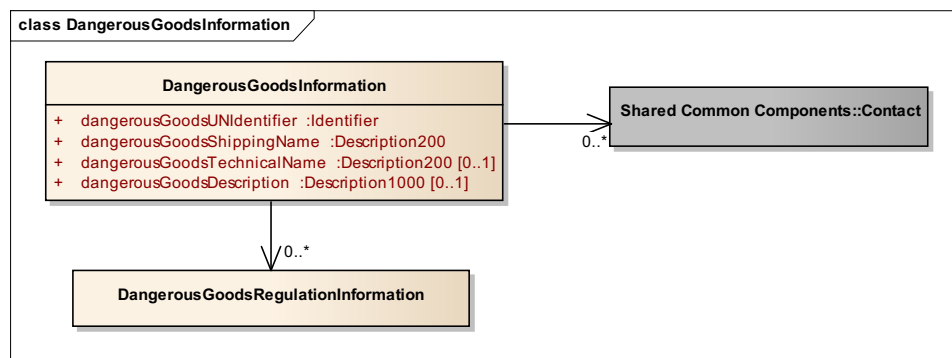 class DangerousGoodsInformation
DangerousGoodsInformation
+ dangerousGoodsUNIdentifier :Identifier
+ dangerousGoodsShippingName :Description200
+ dangerousGoodsTechnicalName :Description200 [0..1]
+ dangerousGoodsDescription :Description1000 [0..1]
Shared Common Components::Contact
0..*
0..*
DangerousGoodsRegulationInformation